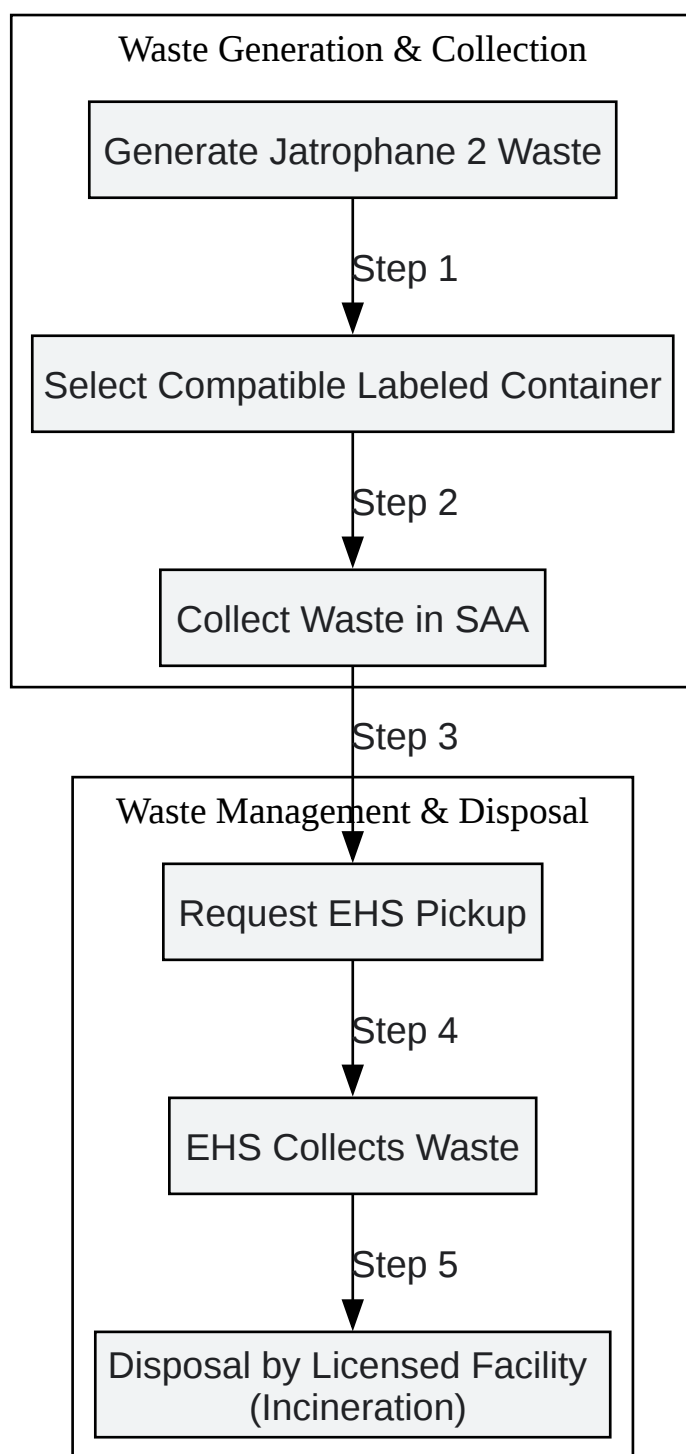 Waste Generation & Collection
Generate Jatrophane 2 Waste
Step 1
Select Compatible Labeled Container
Step 2
Collect Waste in SAA
Step 3
Waste Management & Disposal
Request EHS Pickup
Step 4
EHS Collects Waste
Step 5
Disposal by Licensed Facility
(Incineration)